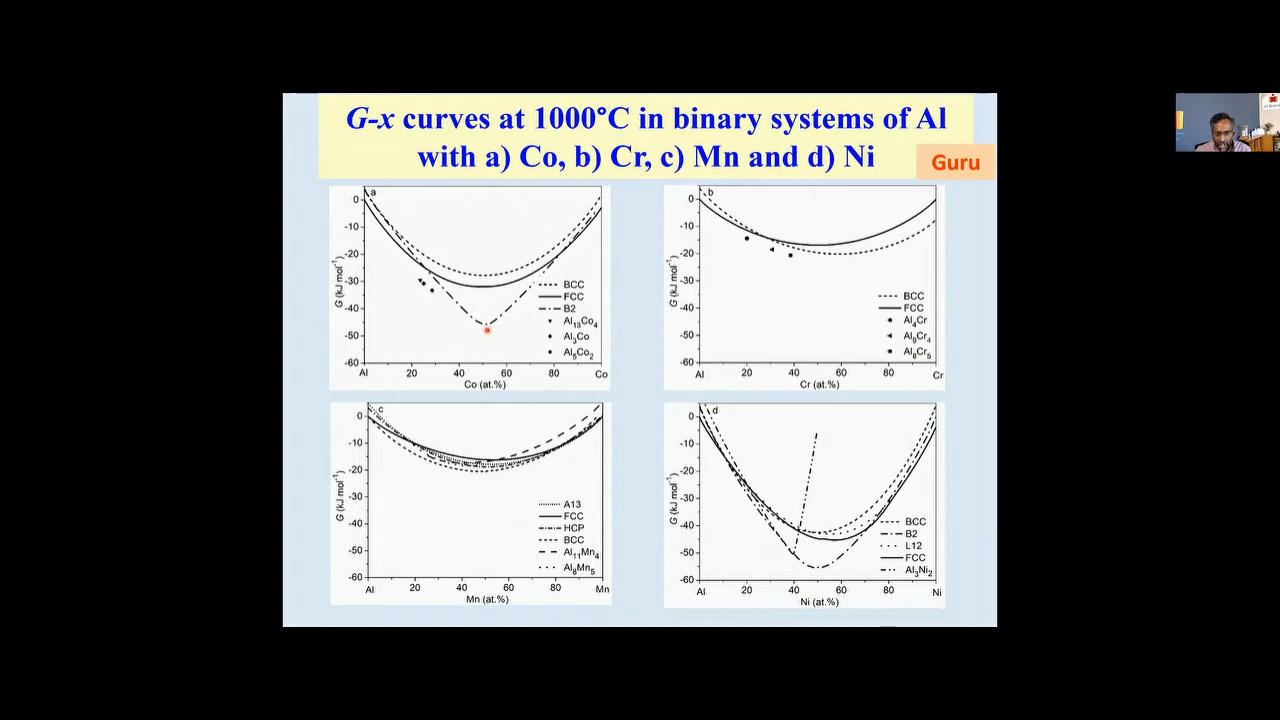 G-x curves at 1000°C in binary systems of Al
with a) Co, b) Cr, c) Mn and d) Ni
Guru
a
0
-10
-20
-30
-40
-50
-60
G (kJ mol⁻¹)
BCC
FCC
B2
Al₁₃Co₄
Al₃Co
Al₅Co₂
Al 20 40 60 80 Co
Co (at.%)
b
0
-10
-20
-30
-40
-50
-60
G (kJ mol⁻¹)
BCC
FCC
Al₄Cr
Al₉Cr₄
Al₈Cr₅
Al 20 40 60 80 Cr
Cr (at.%)
c
0
-10
-20
-30
-40
-50
-60
G (kJ mol⁻¹)
A13
FCC
HCP
BCC
Al₁₁Mn₄
Al₈Mn₅
Al 20 40 60 80 Mn
Mn (at.%)
d
0
-10
-20
-30
-40
-50
-60
G (kJ mol⁻¹)
BCC
B2
L12
FCC
Al₃Ni₂
Al 20 40 60 80 Ni
Ni (at.%)